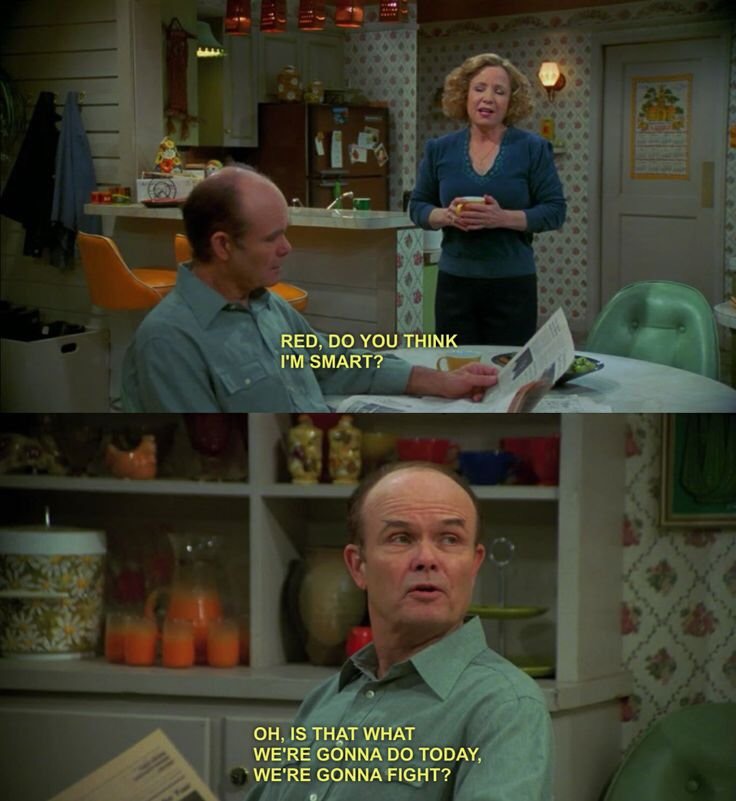 RED, DO YOU THINK
I'M SMART?
OH, IS THAT WHAT
WE'RE GONNA DO TODAY,
WE'RE GONNA FIGHT?